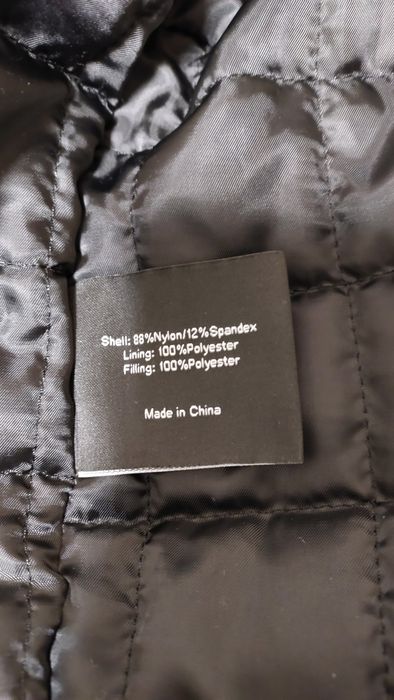 Shell: 88%Nylon/12%Spandex
Lining: 100%Polyester
Filling: 100%Polyester
Made in China